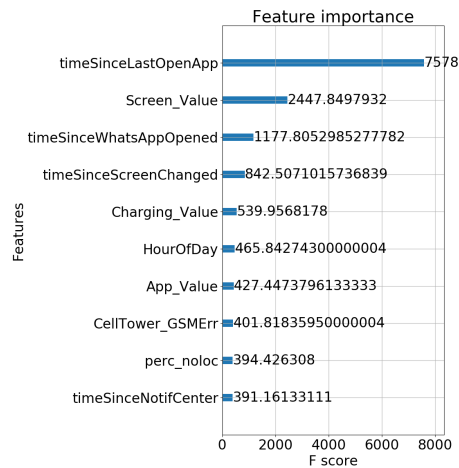 Feature importance
timeSinceLastOpenApp 7578
Screen_Value 2447.8497932
timeSinceWhatsAppOpened 1177.8052985277782
timeSinceScreenChanged 842.5071015736839
Charging_Value 539.9568178
HourOfDay 465.84274300000004
App_Value 427.4473796133333
CellTower_GSMErr 401.81835950000004
perc_noloc 394.426308
timeSinceNotifCenter 391.16133111
Features
0 2000 4000 6000 8000
F score